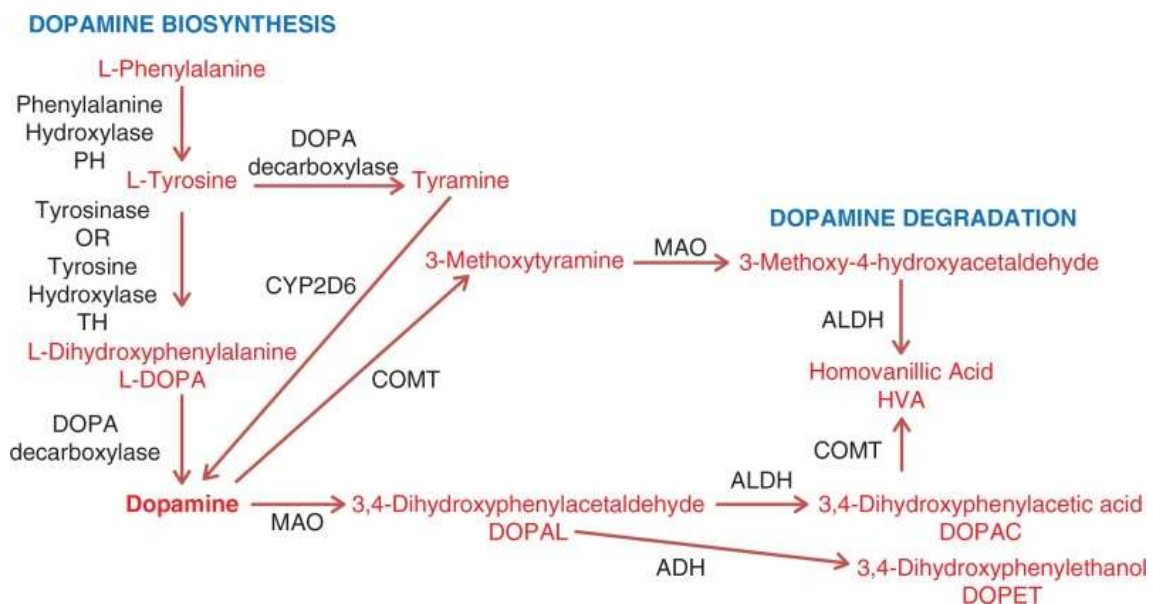 DOPAMINE BIOSYNTHESIS
L-Phenylalanine
Phenylalanine
Hydroxylase
PH
DOPA
decarboxylase
L-Tyrosine
Tyramine
Tyrosinase
OR
Tyrosine
Hydroxylase
TH
DOPAMINE DEGRADATION
3-Methoxytyramine
MAO
3-Methoxy-4-hydroxyacetaldehyde
CYP2D6
ALDH
L-Dihydroxyphenylalanine
L-DOPA
COMT
Homovanillic Acid
HVA
DOPA
decarboxylase
COMT
Dopamine
MAO
3,4-Dihydroxyphenylacetaldehyde
DOPAL
ALDH
3,4-Dihydroxyphenylacetic acid
DOPAC
ADH
3,4-Dihydroxyphenylethanol
DOPET